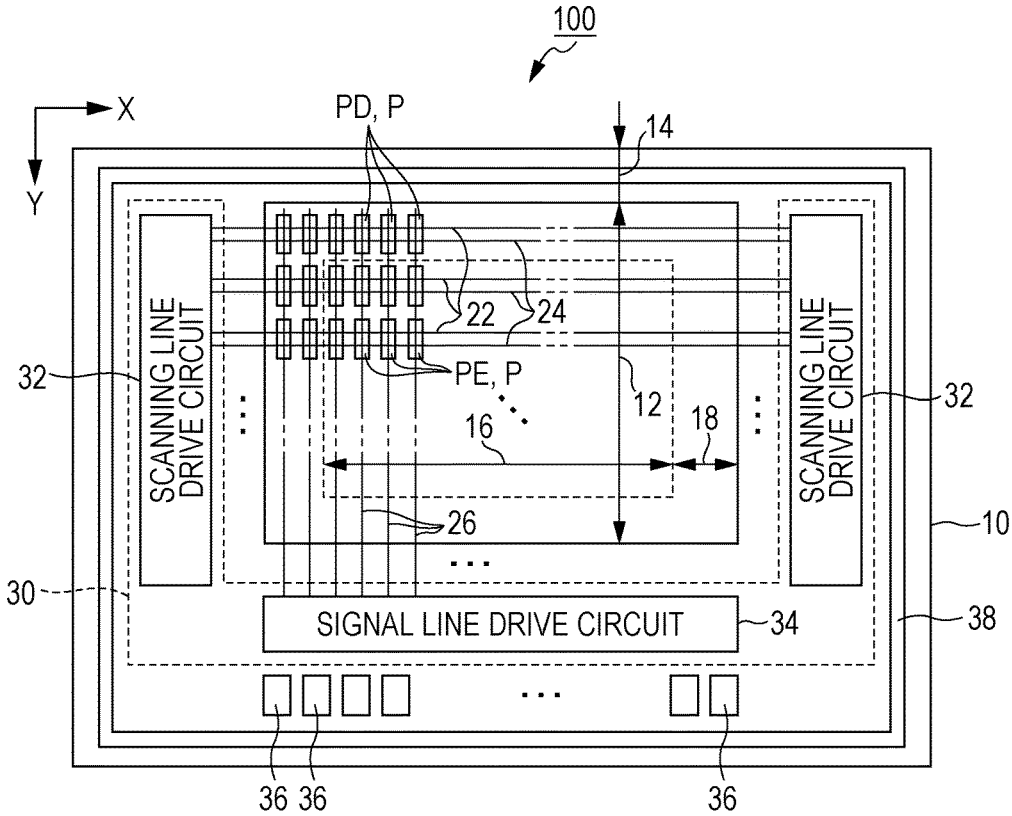 100
X
Y
PD, P
14
22
24
PE, P
12
16
18
32
32
SCANNING LINE
DRIVE CIRCUIT
SCANNING LINE
DRIVE CIRCUIT
26
10
30
SIGNAL LINE DRIVE CIRCUIT
34
38
36
36
36